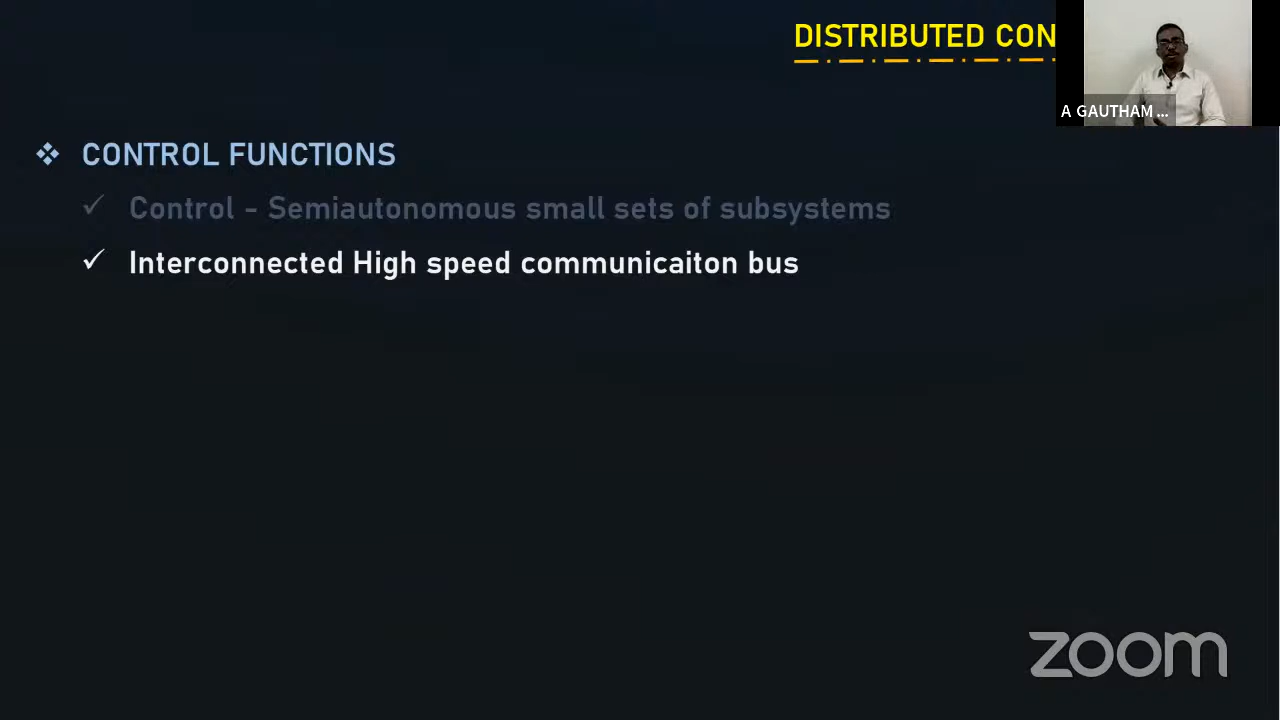 DISTRIBUTED CON
A GAUTHAM ...
CONTROL FUNCTIONS
Control - Semiautonomous small sets of subsystems
Interconnected High speed communicaiton bus
zoom